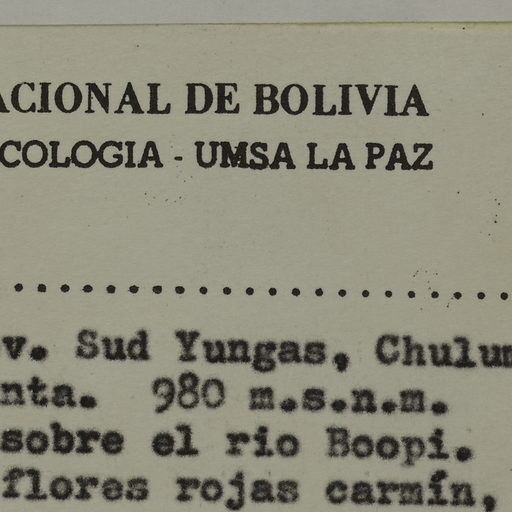 ACIONAL DE BOLIVIA
COLOGIA - UMSA LA PAZ
v. Sud Yungas, Chulum
nta. 980 m.s.n.m.
sobre el rio Boopi.
flores rojas carmín,